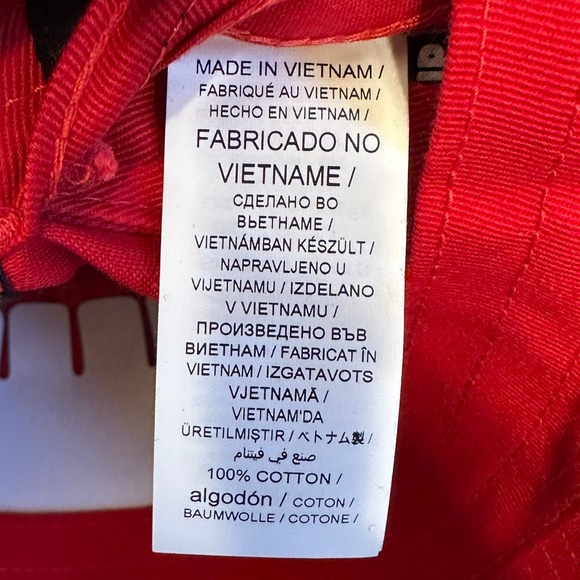 MADE IN VIETNAM /
FABRIQUÉ AU VIETNAM /
HECHO EN VIETNAM /
FABRICADO NO
VIETNAME /
СДЕЛАНО ВО
ВЬЕТНАМЕ /
VIETNÁMBAN KÉSZÜLT /
NAPRAVLJENO U
VIJETNAMU / IZDELANO
V VIETNAMU /
ПРОИЗВЕДЕНО ВЪВ
ВИЕТНАМ / FABRICAT ÎN
VIETNAM / IZGATAVOTS
VJETNAMĀ /
VIETNAM'DA
ÜRETILMIŞTIR / ベトナム製 /
صنع في فيتنام
100% COTTON /
algodón / COTON /
BAUMWOLLE / COTONE /